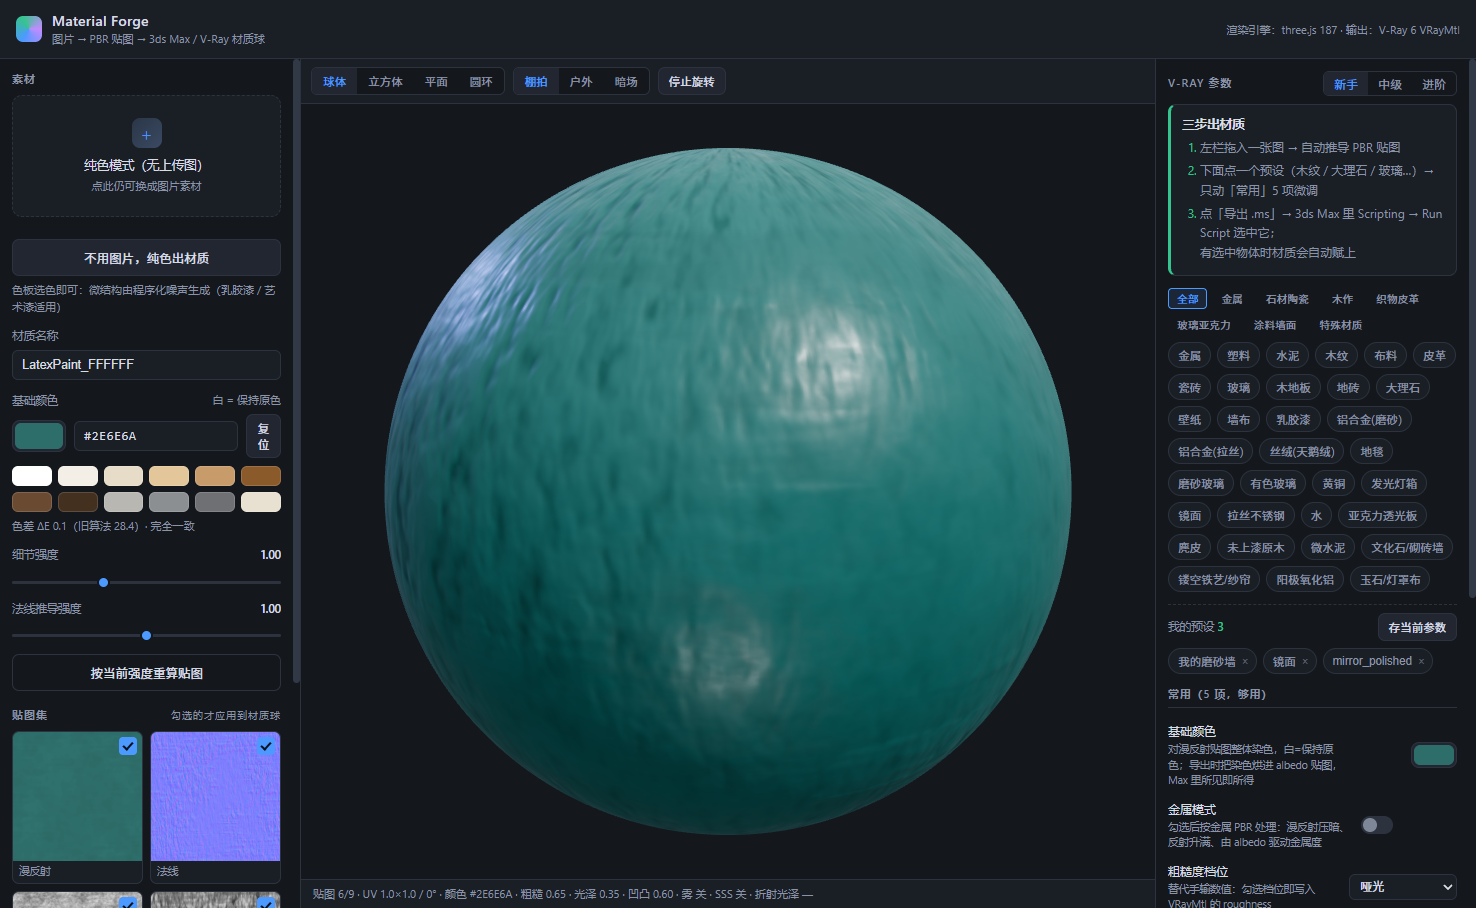 Material Forge
图片 → PBR 贴图 → 3ds Max / V-Ray 材质球
渲染引擎：three.js 187 · 输出：V-Ray 6 VRayMtl
素材
+
纯色模式（无上传图）
点此仍可换成图片素材
不用图片，纯色出材质
色板选色即可：微结构由程序化噪声生成（乳胶漆 / 艺
术漆适用）
材质名称
LatexPaint_FFFFFF
基础颜色 白 = 保持原色
#2E6E6A
复
位
色差 ΔE 0.1（旧算法 28.4）· 完全一致
细节强度 1.00
法线推导强度 1.00
按当前强度重算贴图
贴图集 勾选的才应用到材质球
漫反射 法线
球体 立方体 平面 圆环 棚拍 户外 暗场 停止旋转
贴图 6/9 · UV 1.0×1.0 / 0° · 颜色 #2E6E6A · 粗糙 0.65 · 光泽 0.35 · 凹凸 0.60 · 雾 关 · SSS 关 · 折射光泽 —
V-RAY 参数 新手 中级 进阶
三步出材质
1. 左栏拖入一张图 → 自动推导 PBR 贴图
2. 下面点一个预设（木纹 / 大理石 / 玻璃...）→
只动「常用」5 项微调
3. 点「导出 .ms」→ 3ds Max 里 Scripting → Run
Script 选中它；
有选中物体时材质会自动赋上
全部 金属 石材陶瓷 木作 织物皮革
玻璃亚克力 涂料墙面 特殊材质
金属 塑料 水泥 木纹 布料 皮革
瓷砖 玻璃 木地板 地砖 大理石
壁纸 墙布 乳胶漆 铝合金(磨砂)
铝合金(拉丝) 丝绒(天鹅绒) 地毯
磨砂玻璃 有色玻璃 黄铜 发光灯箱
镜面 拉丝不锈钢 水 亚克力透光板
麂皮 未上漆原木 微水泥 文化石/砌砖墙
镂空铁艺/纱帘 阳极氧化铝 玉石/灯罩布
我的预设 3 存当前参数
我的磨砂墙 × 镜面 × mirror_polished ×
常用（5 项，够用）
基础颜色
对漫反射贴图整体染色，白=保持原
色；导出时把染色烘进 albedo 贴图，
Max 里所见即所得
金属模式
勾选后按金属 PBR 处理：漫反射压暗、
反射升满、由 albedo 驱动金属度
粗糙度档位
替代手输数值：勾选档位即写入
VRayMtl 的 roughness
哑光